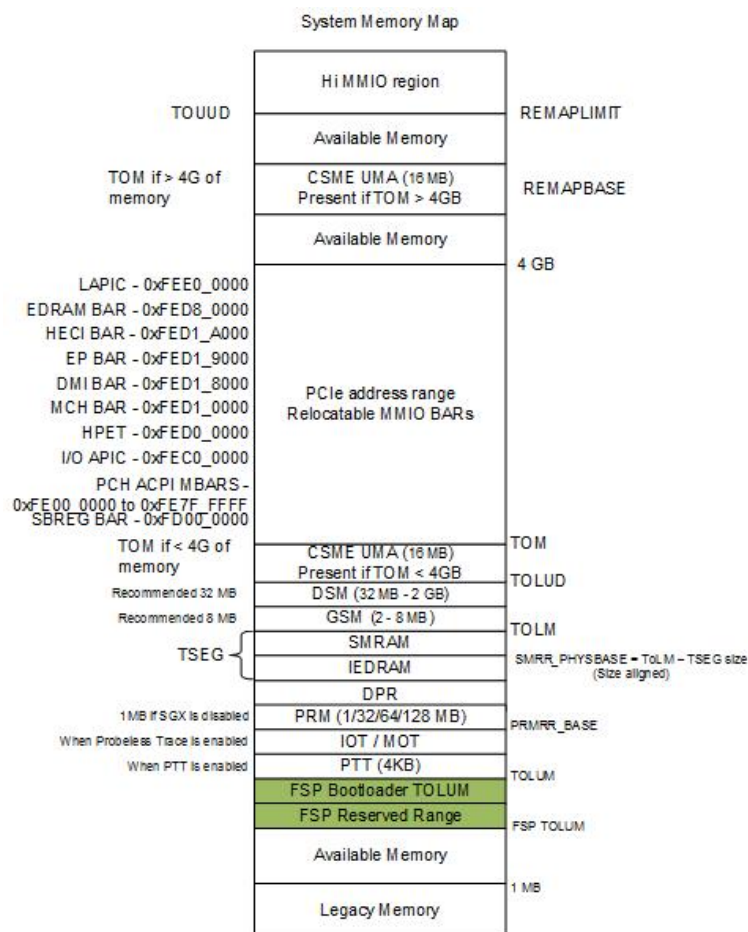 System Memory Map
Hi MMIO region
TOUUD
REMAPLIMIT
Available Memory
TOM if > 4G of
memory
CSME UMA (16 MB)
Present if TOM > 4GB
REMAPBASE
Available Memory
4 GB
LAPIC - 0xFEE0_0000
EDRAM BAR - 0xFED8_0000
HECI BAR - 0xFED1_A000
EP BAR - 0xFED1_9000
DMI BAR - 0xFED1_8000
MCH BAR - 0xFED1_0000
HPET - 0xFED0_0000
I/O APIC - 0xFEC0_0000
PCH ACPI MBARS -
0xFE00_0000 to 0xFE7F_FFFF
SBREG BAR - 0xFD00_0000
PCIe address range
Relocatable MMIO BARs
TOM
TOM if < 4G of
memory
CSME UMA (16 MB)
Present if TOM < 4GB
TOLUD
Recommended 32 MB
DSM (32 MB - 2 GB)
Recommended 8 MB
GSM (2 - 8 MB)
TOLM
TSEG
SMRAM
IEDRAM
SMRR_PHYSBASE = ToLM – TSEG size
(Size aligned)
DPR
1MB if SGX is disabled
PRM (1/32/64/128 MB)
PRMRR_BASE
When Probeless Trace is enabled
IOT / MOT
When PTT is enabled
PTT (4KB)
TOLUM
FSP Bootloader TOLUM
FSP Reserved Range
FSP TOLUM
Available Memory
1 MB
Legacy Memory